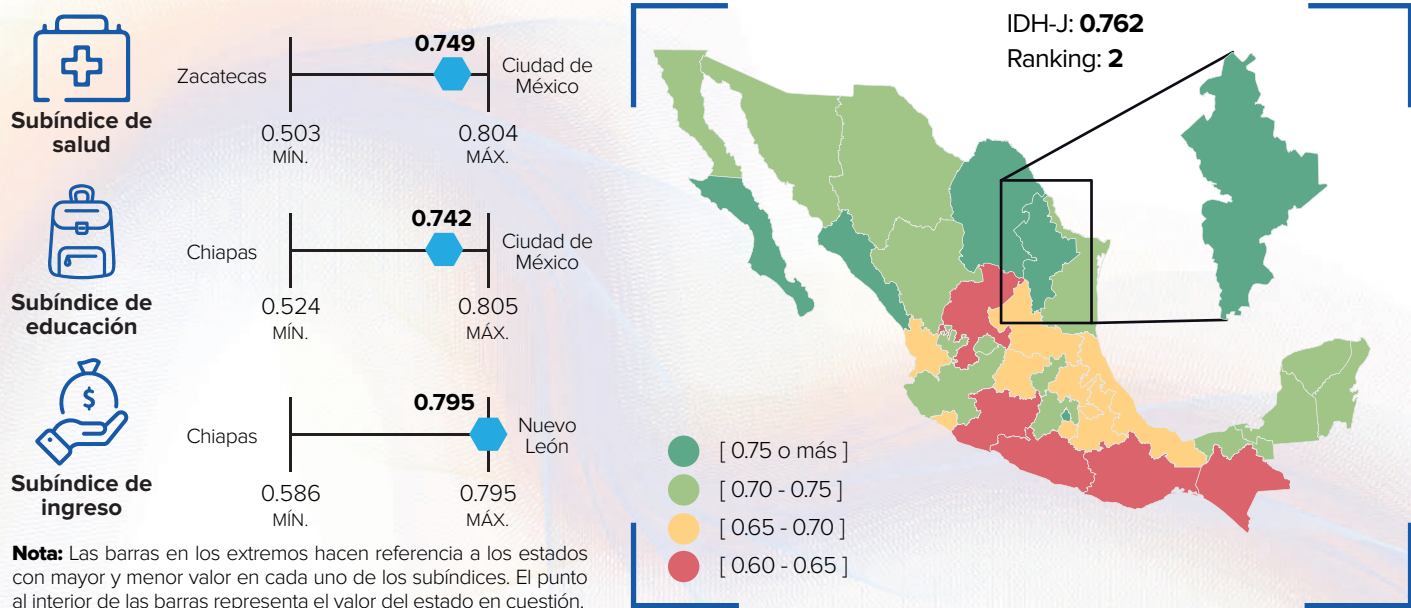 Subíndice de
salud
Zacatecas
0.749
Ciudad de
México
0.503
MÍN.
0.804
MÁX.
Subíndice de
educación
Chiapas
0.742
Ciudad de
México
0.524
MÍN.
0.805
MÁX.
$
Subíndice de
ingreso
Chiapas
0.795
Nuevo
León
0.586
MÍN.
0.795
MÁX.
Nota: Las barras en los extremos hacen referencia a los estados
con mayor y menor valor en cada uno de los subíndices. El punto
al interior de las barras representa el valor del estado en cuestión.
IDH-J: 0.762
Ranking: 2
[ 0.75 o más ]
[ 0.70 - 0.75 ]
[ 0.65 - 0.70 ]
[ 0.60 - 0.65 ]